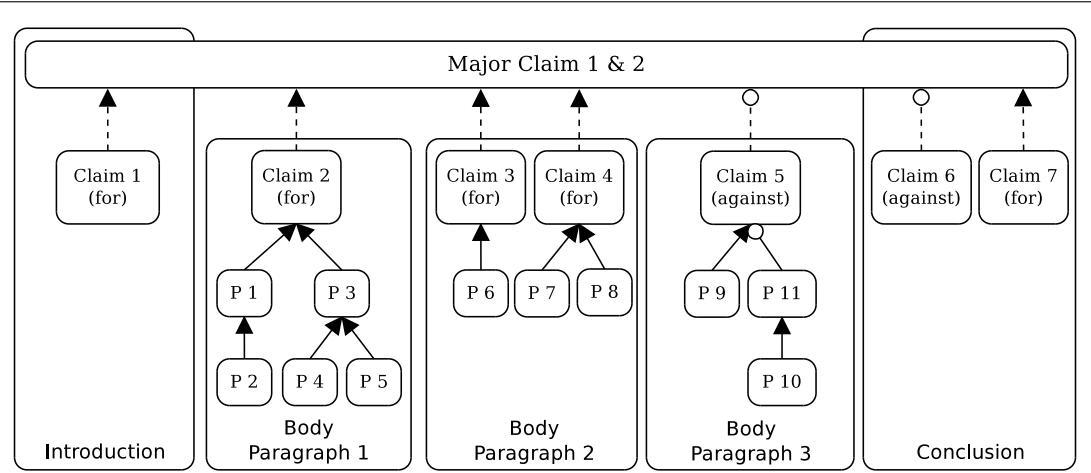 Major Claim 1 & 2
Claim 1
(for)
Introduction
Claim 2
(for)
P 1
P 3
P 2
P 4
P 5
Body
Paragraph 1
Claim 3
(for)
Claim 4
(for)
P 6
P 7
P 8
Body
Paragraph 2
Claim 5
(against)
P 9
P 11
P 10
Body
Paragraph 3
Claim 6
(against)
Claim 7
(for)
Conclusion